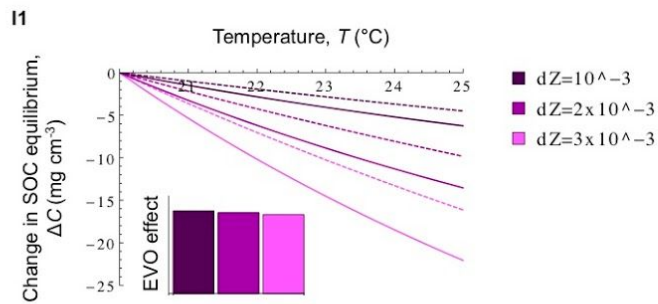 I1
Temperature, T (°C)
0 21 22 23 24 25
-5
-10
-15
-20
-25
Change in SOC equilibrium,
ΔC (mg cm-3)
EVO effect
dZ=10^-3
dZ=2x10^-3
dZ=3x10^-3